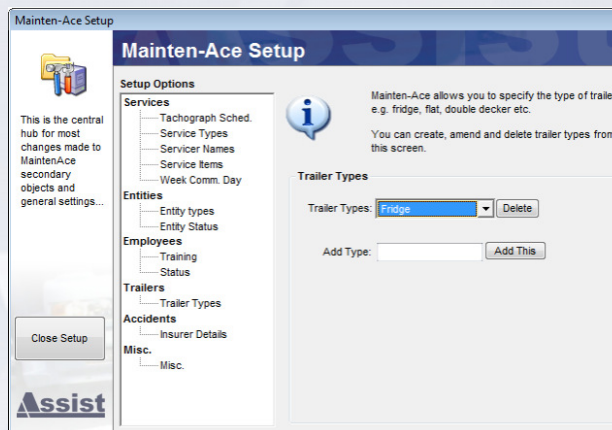 Mainten-Ace Setup
Mainten-Ace Setup
This is the central
hub for most
changes made to
MaintenAce
secondary
objects and
general settings...
Close Setup
Assist
Setup Options
Services
Tachograph Sched.
Service Types
Servicer Names
Service Items
Week Comm. Day
Entities
Entity types
Entity Status
Employees
Training
Status
Trailers
Trailer Types
Accidents
Insurer Details
Misc.
Misc.
Mainten-Ace allows you to specify the type of traile
e.g. fridge, flat, double decker etc.
You can create, amend and delete trailer types from
this screen.
Trailer Types
Trailer Types: Fridge Delete
Add Type: Add This